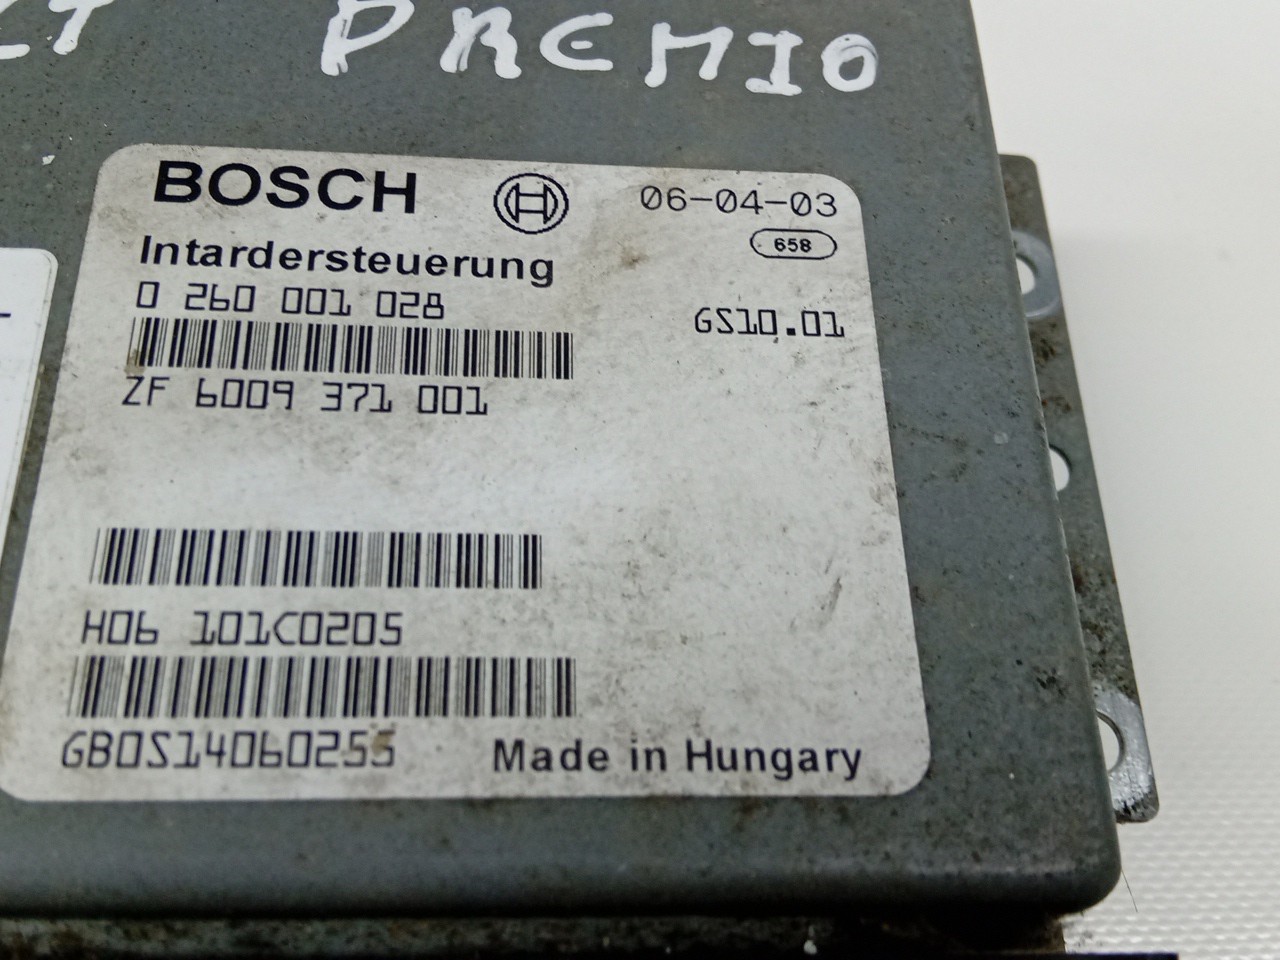 PREMIO
BOSCH 06-04-03
658
Intardersteuerung
0 260 001 028
GS10.01
ZF 6009 371 001
H06 101C0205
GB0S14060255
Made in Hungary